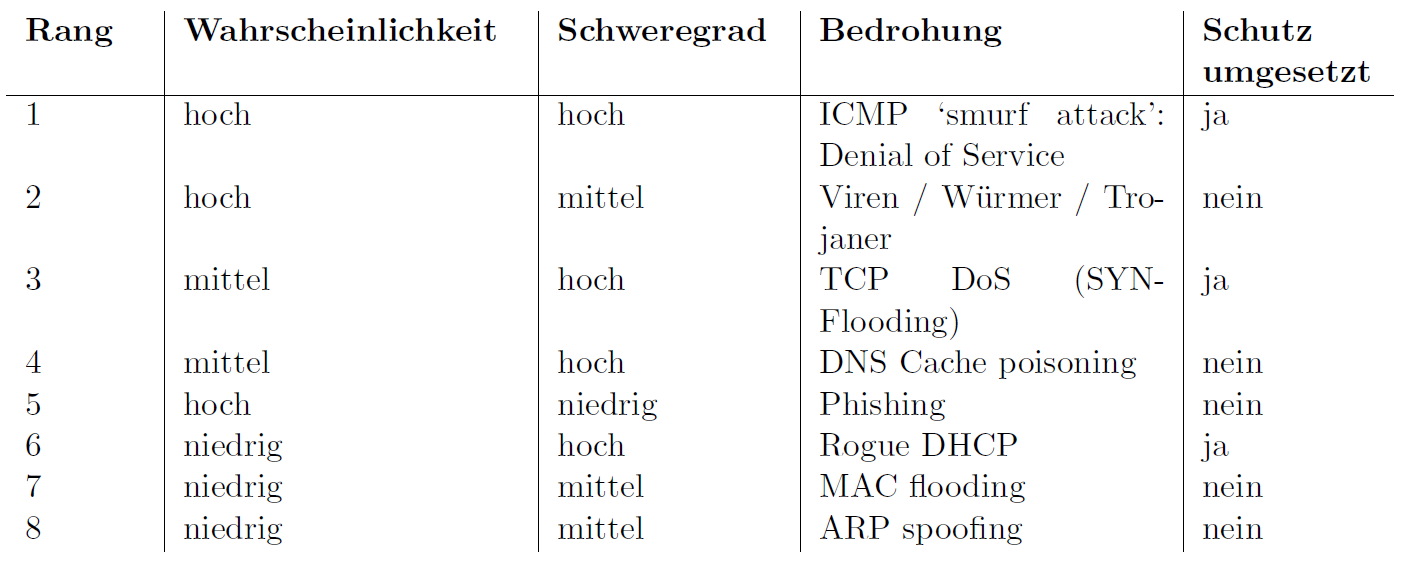 Rang Wahrscheinlichkeit Schweregrad Bedrohung Schutz
umgesetzt
1 hoch hoch ICMP ‘smurf attack’: ja
Denial of Service
2 hoch mittel Viren / Würmer / Tro- nein
janer
3 mittel hoch TCP DoS (SYN- ja
Flooding)
4 mittel hoch DNS Cache poisoning nein
5 hoch niedrig Phishing nein
6 niedrig hoch Rogue DHCP ja
7 niedrig mittel MAC flooding nein
8 niedrig mittel ARP spoofing nein